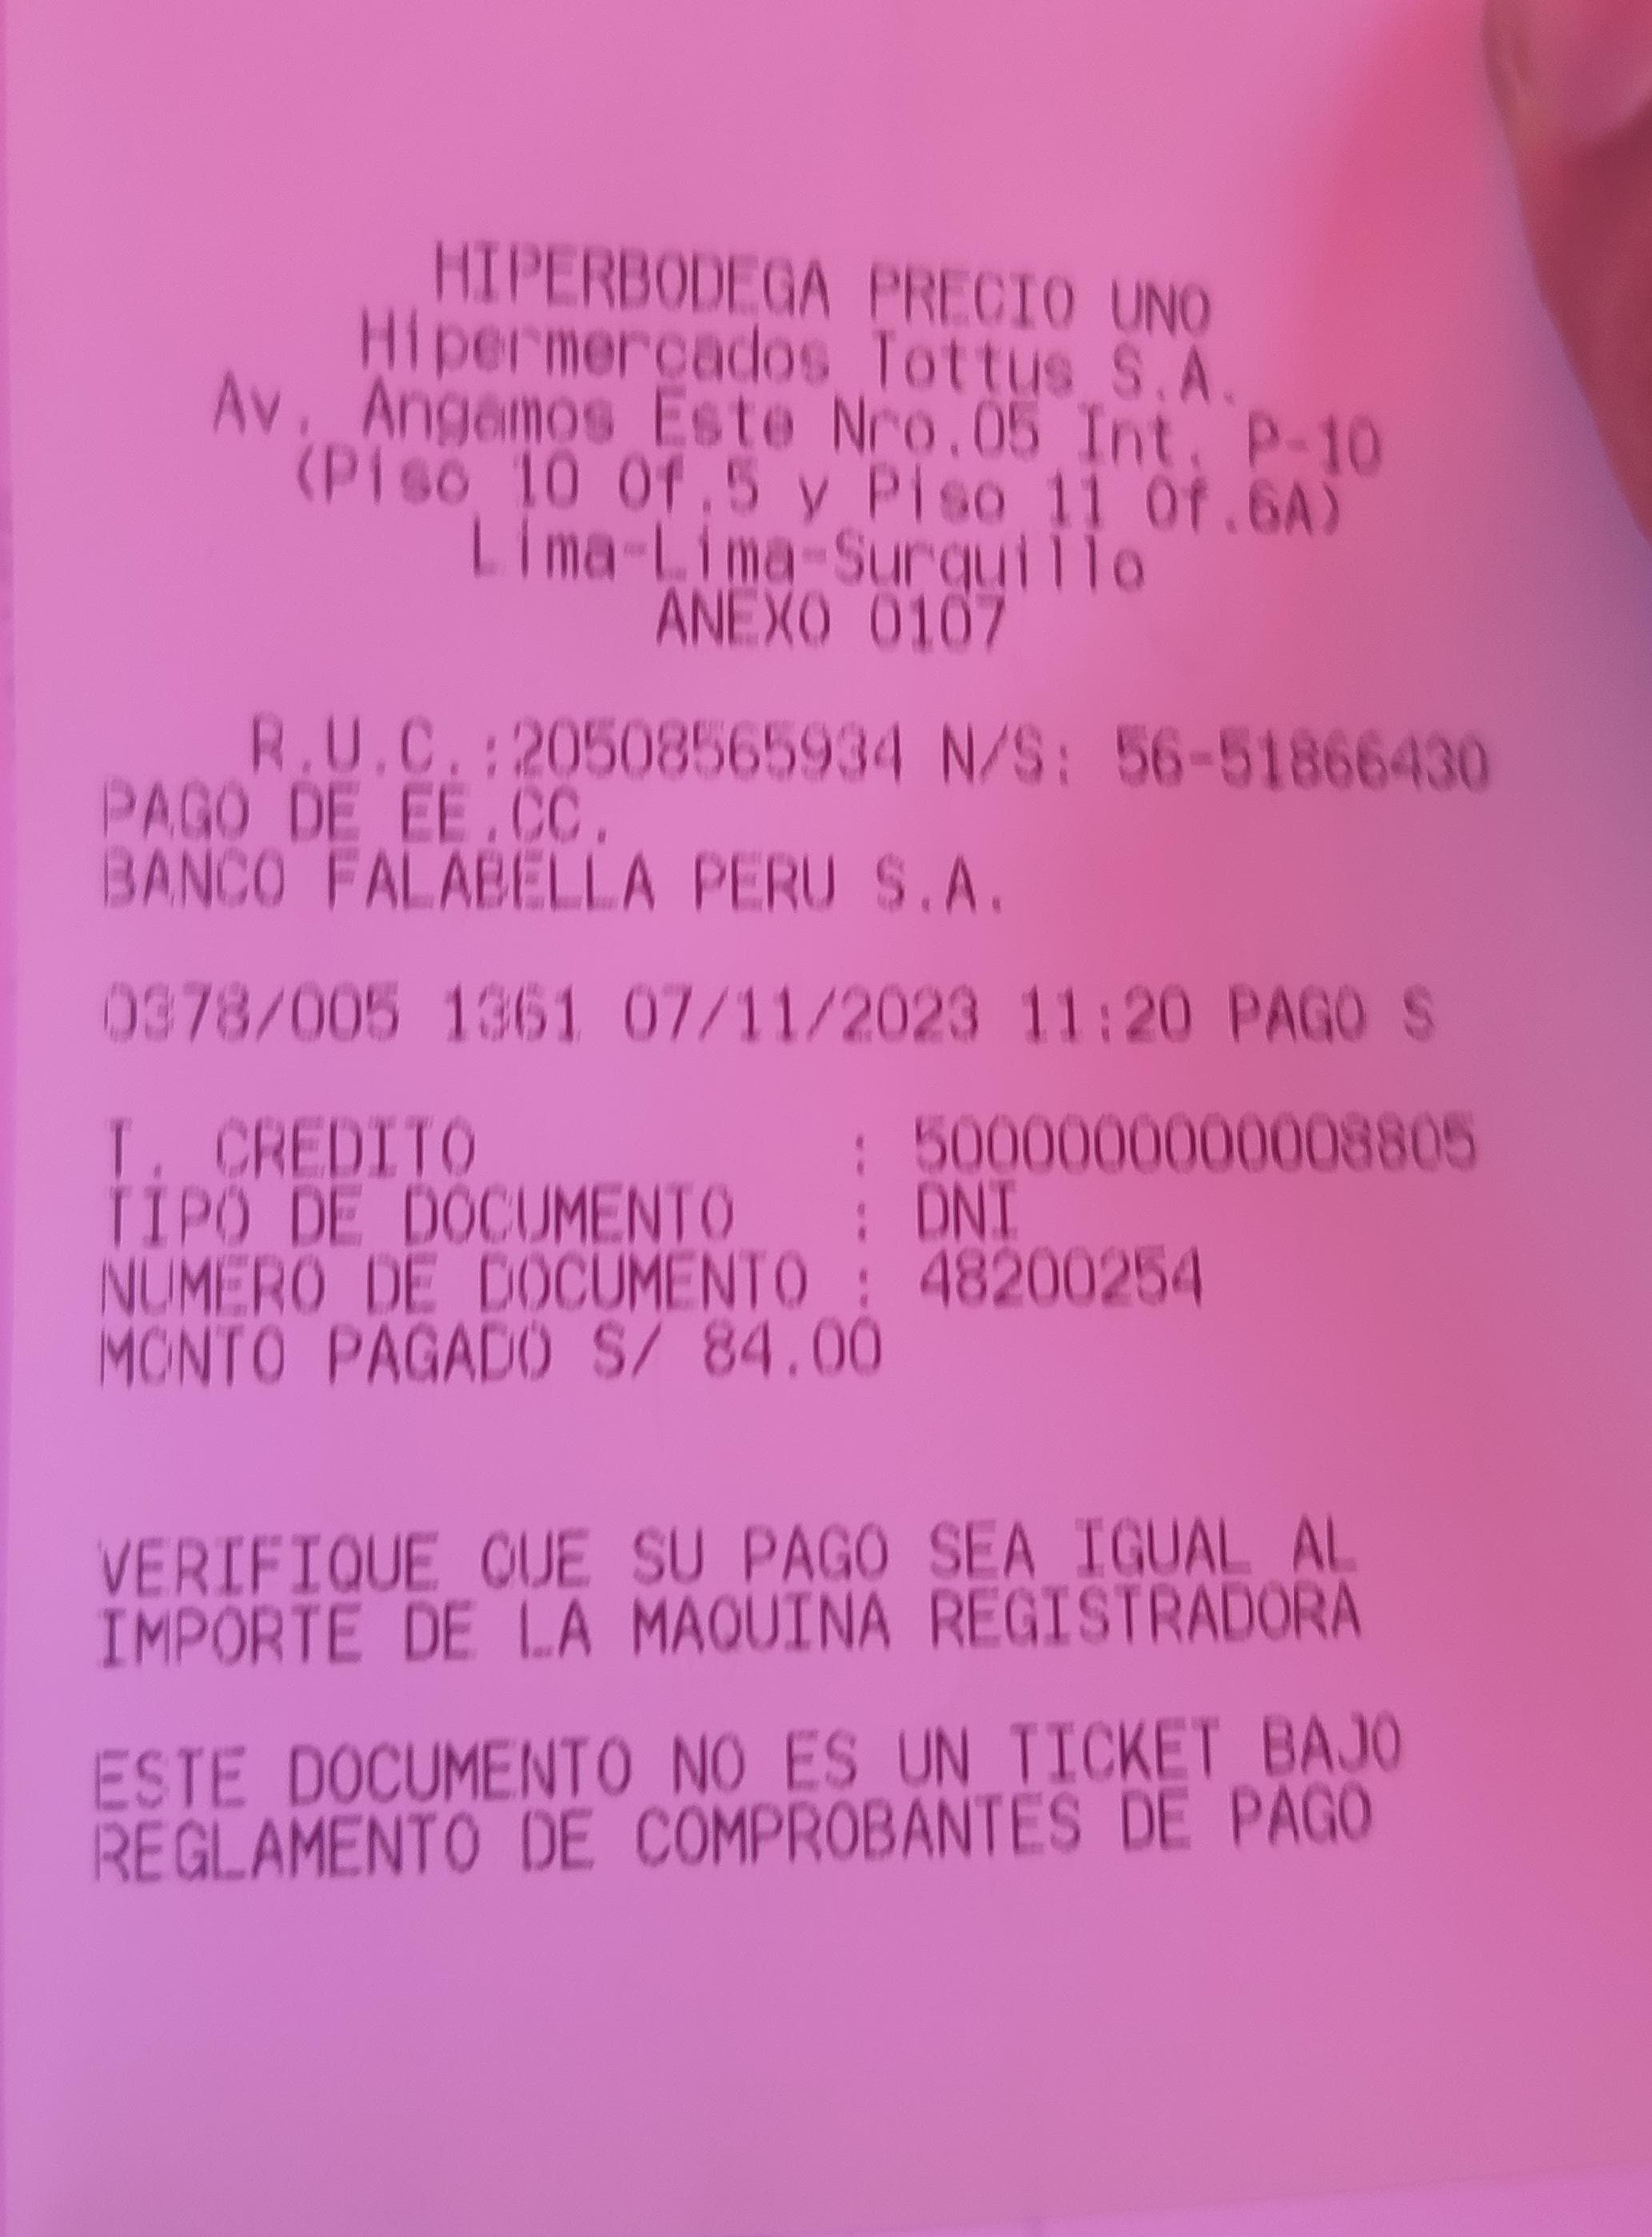 HIPERBODEGA PRECIO UNO
Hipermercados Tottus S.A.
Av. Angamos Este Nro.05 Int. P-10
(Piso 10 Of.5 y Piso 11 Of.6A)
Lima-Lima-Surquillo
ANEXO 0107
R.U.C.:20508565934 N/S: 56-51866430
PAGO DE EE.CC.
BANCO FALABELLA PERU S.A.
0378/005 1361 07/11/2023 11:20 PAGO S
T. CREDITO : 5000000000008805
TIPO DE DOCUMENTO : DNI
NUMERO DE DOCUMENTO : 48200254
MONTO PAGADO S/ 84.00
VERIFIQUE QUE SU PAGO SEA IGUAL AL
IMPORTE DE LA MAQUINA REGISTRADORA
ESTE DOCUMENTO NO ES UN TICKET BAJO
REGLAMENTO DE COMPROBANTES DE PAGO